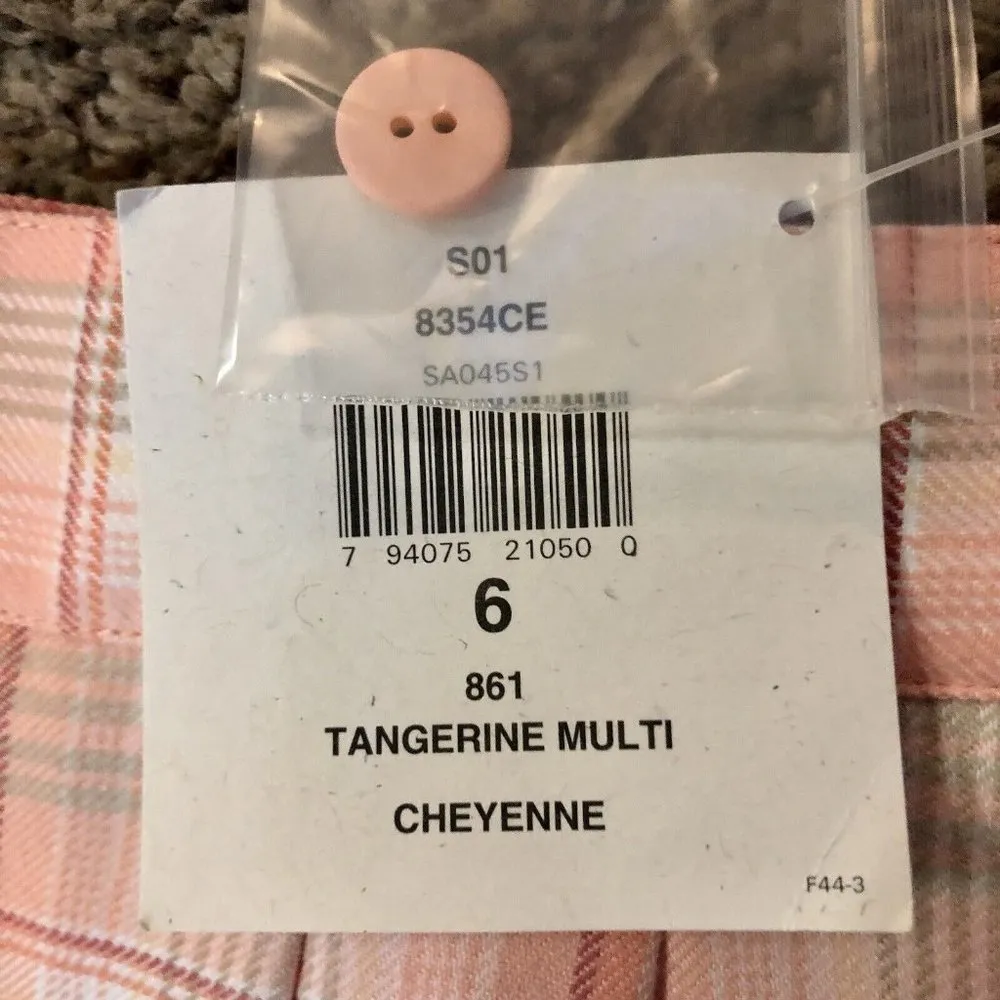 S01
8354CE
SA045S1
7 94075 21050 0
6
861
TANGERINE MULTI
CHEYENNE
F44-3